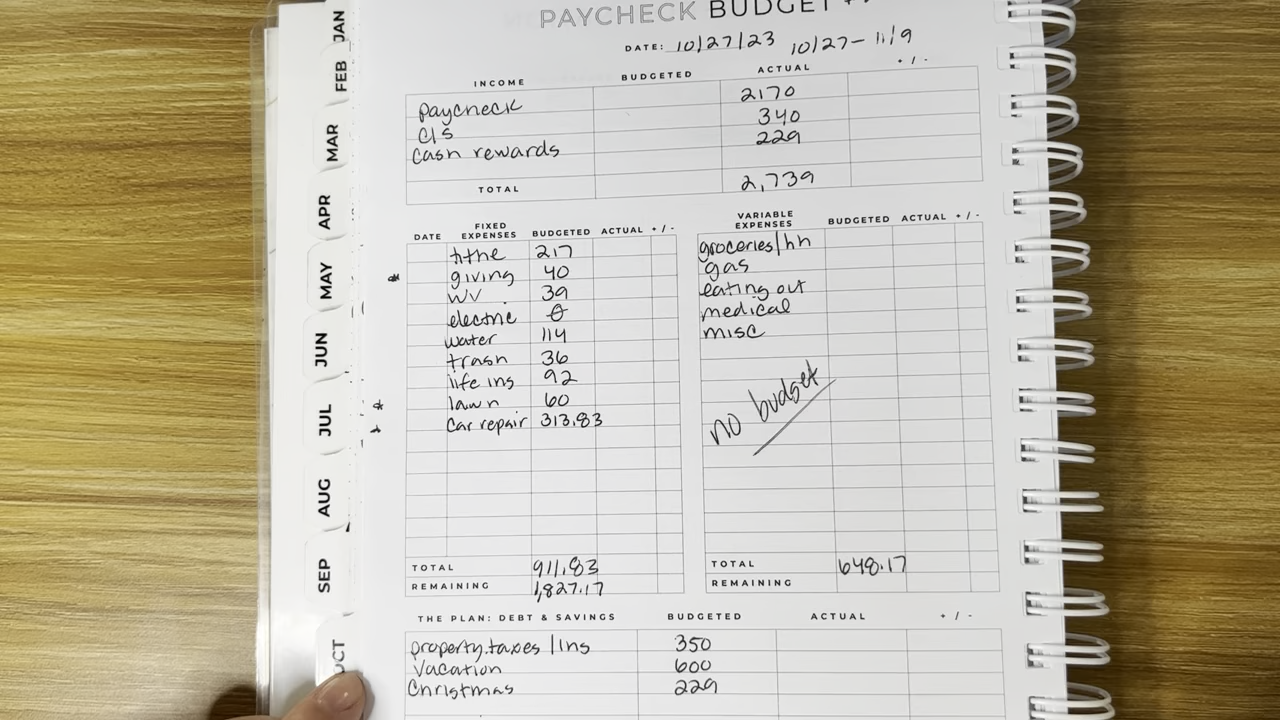 PAYCHECK BUDGET
DATE: 10/27/23 10/27-11/9
INCOME BUDGETED ACTUAL + / -
Paycheck 2170
C/S 340
Cash rewards 229
TOTAL 2,739
DATE FIXED EXPENSES BUDGETED ACTUAL + / -
tithe 217
giving 40
WV 39
electric 0
water 114
trash 36
life ins 92
lawn 60
Car repair 313.83
TOTAL 911.83
REMAINING 1,827.17
VARIABLE EXPENSES BUDGETED ACTUAL + / -
groceries/hh
gas
eating out
medical
misc
no budget
TOTAL 648.17
REMAINING
THE PLAN: DEBT & SAVINGS BUDGETED ACTUAL + / -
property taxes/ins 350
Vacation 600
Christmas 229
JAN
FEB
MAR
APR
MAY
JUN
JUL
AUG
SEP
OCT